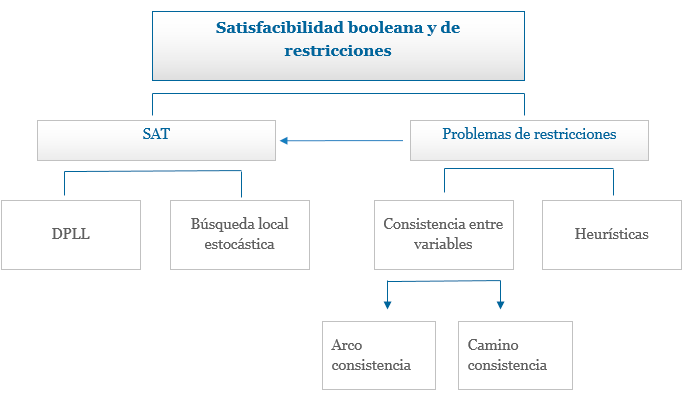 Satisfacibilidad booleana y de
restricciones
SAT
Problemas de restricciones
DPLL
Búsqueda local
estocástica
Consistencia entre
variables
Heurísticas
Arco
consistencia
Camino
consistencia